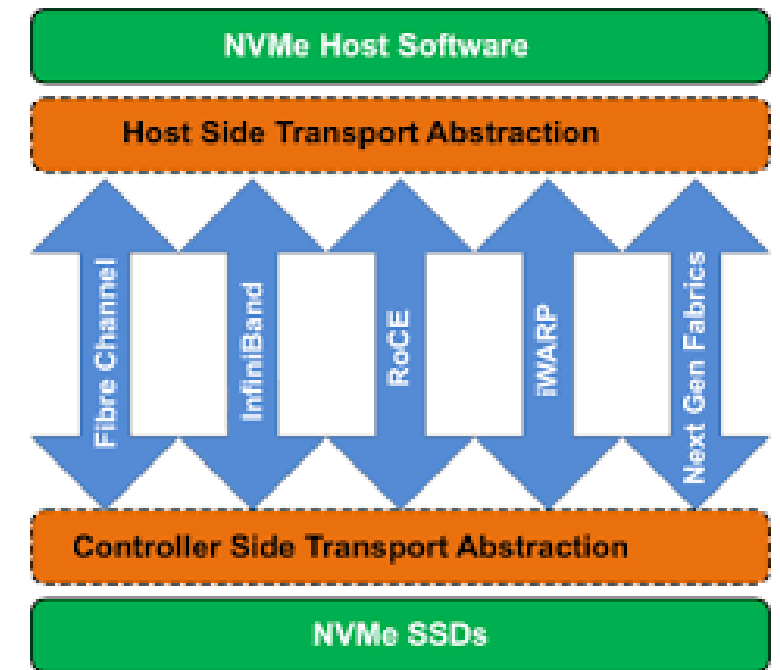 NVMe Host Software
Host Side Transport Abstraction
Fibre Channel
InfiniBand
RoCE
iWARP
Next Gen Fabrics
Controller Side Transport Abstraction
NVMe SSDs